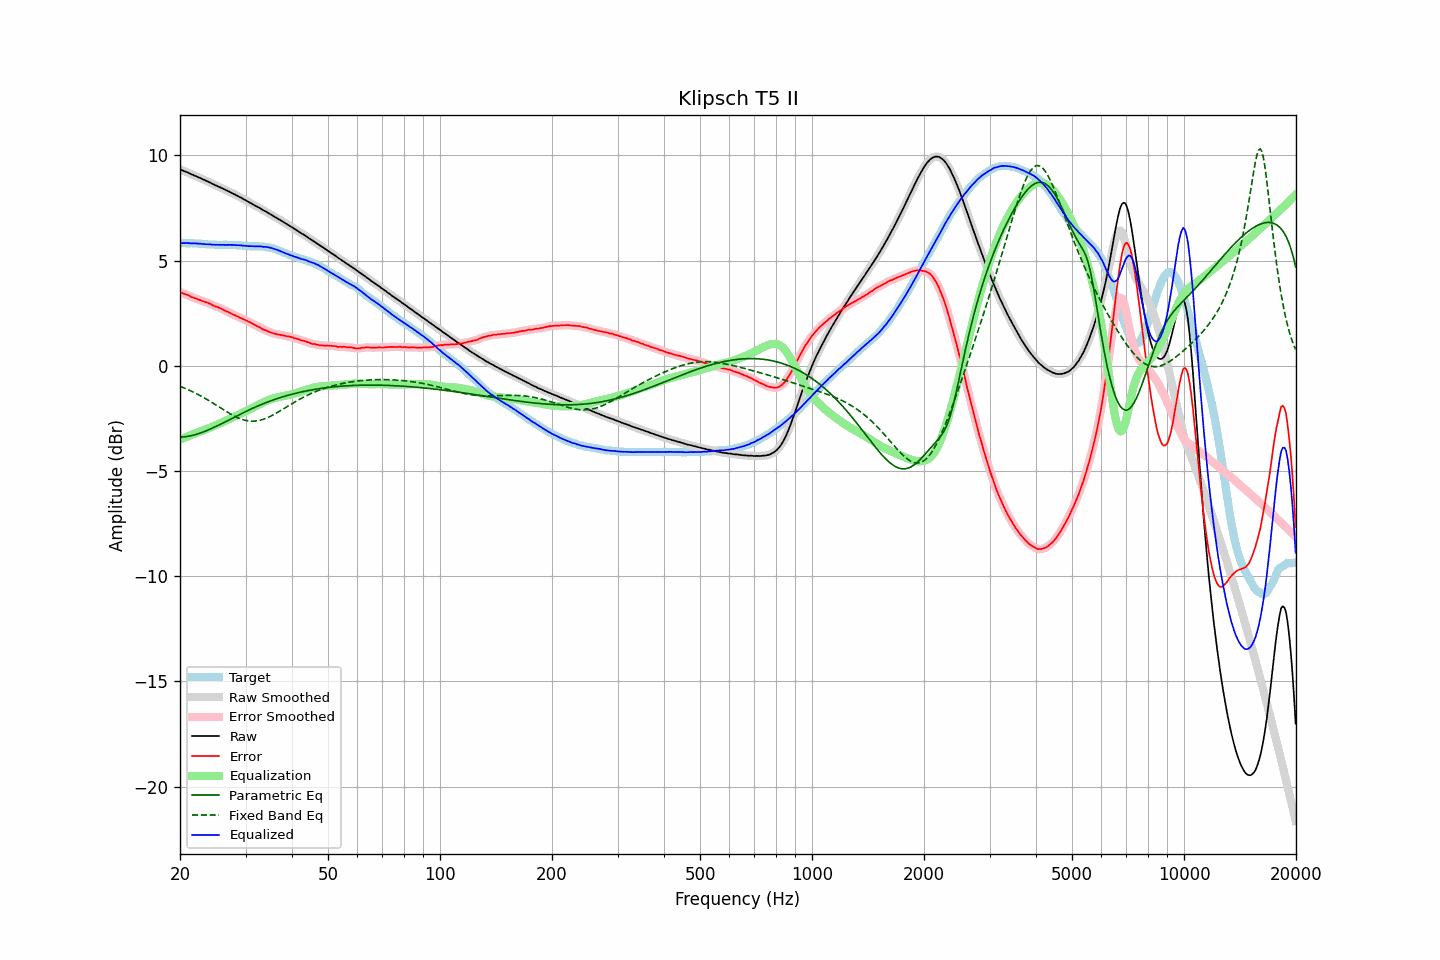 Klipsch T5 II
Amplitude (dBr)
10
5
0
−5
−10
−15
−20
Target
Raw Smoothed
Error Smoothed
Raw
Error
Equalization
Parametric Eq
Fixed Band Eq
Equalized
20 50 100 200 500 1000 2000 5000 10000 20000
Frequency (Hz)